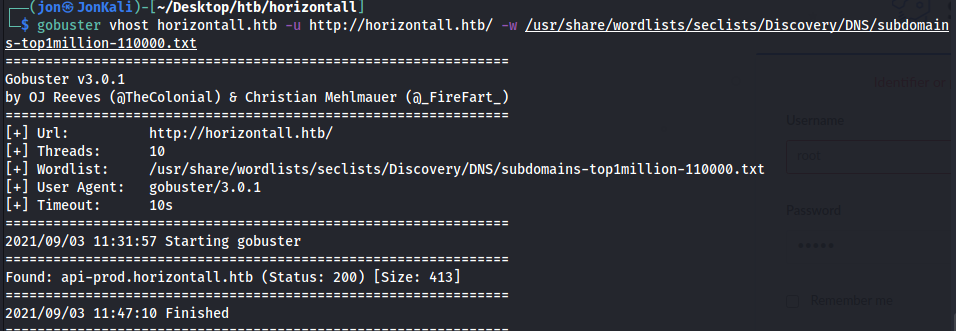 ┌──(jon㉿JonKali)-[~/Desktop/htb/horizontall]
└─$ gobuster vhost horizontall.htb -u http://horizontall.htb/ -w /usr/share/wordlists/seclists/Discovery/DNS/subdomain
s-top1million-110000.txt
===============================================================
Gobuster v3.0.1
by OJ Reeves (@TheColonial) & Christian Mehlmauer (@_FireFart_)
===============================================================
[+] Url: http://horizontall.htb/
[+] Threads: 10
[+] Wordlist: /usr/share/wordlists/seclists/Discovery/DNS/subdomains-top1million-110000.txt
[+] User Agent: gobuster/3.0.1
[+] Timeout: 10s
===============================================================
2021/09/03 11:31:57 Starting gobuster
===============================================================
Found: api-prod.horizontall.htb (Status: 200) [Size: 413]
===============================================================
2021/09/03 11:47:10 Finished
===============================================================
Username
root
Password
•••••
Remember me